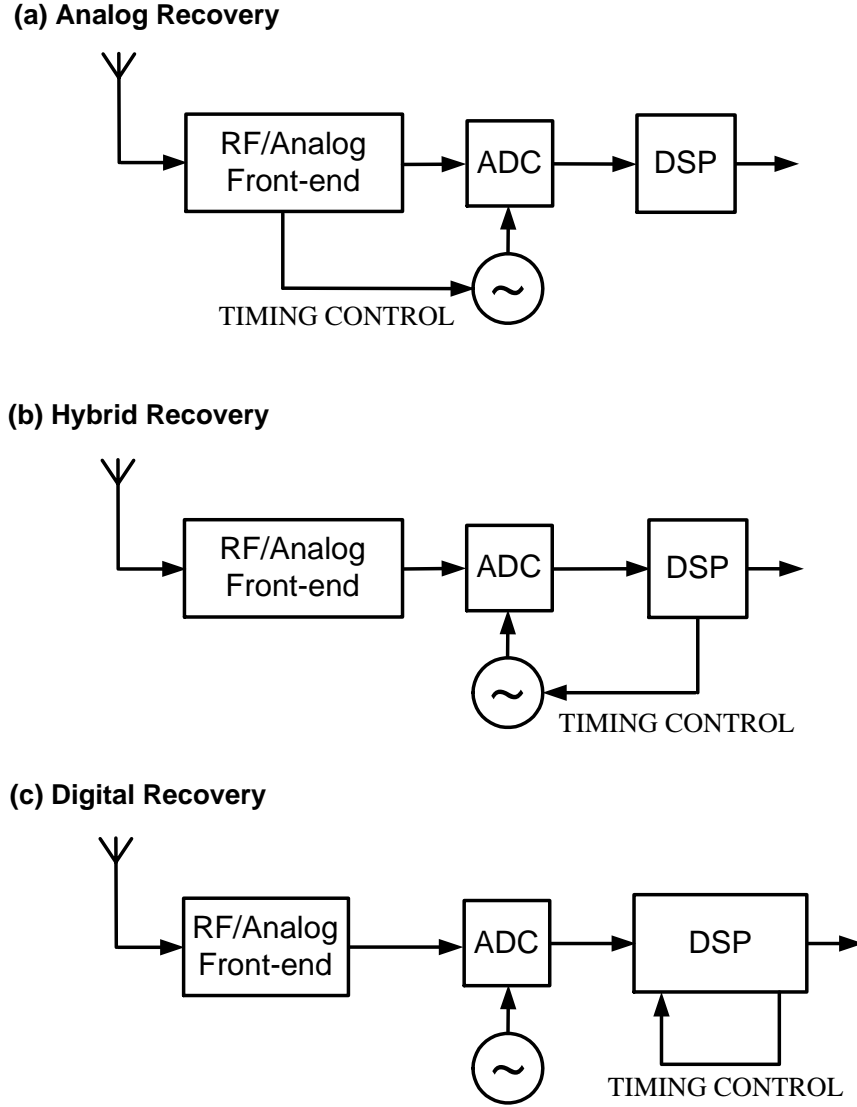 (a) Analog Recovery
RF/Analog
Front-end
ADC
DSP
~
TIMING CONTROL
(b) Hybrid Recovery
RF/Analog
Front-end
ADC
DSP
~
TIMING CONTROL
(c) Digital Recovery
RF/Analog
Front-end
ADC
DSP
~
TIMING CONTROL